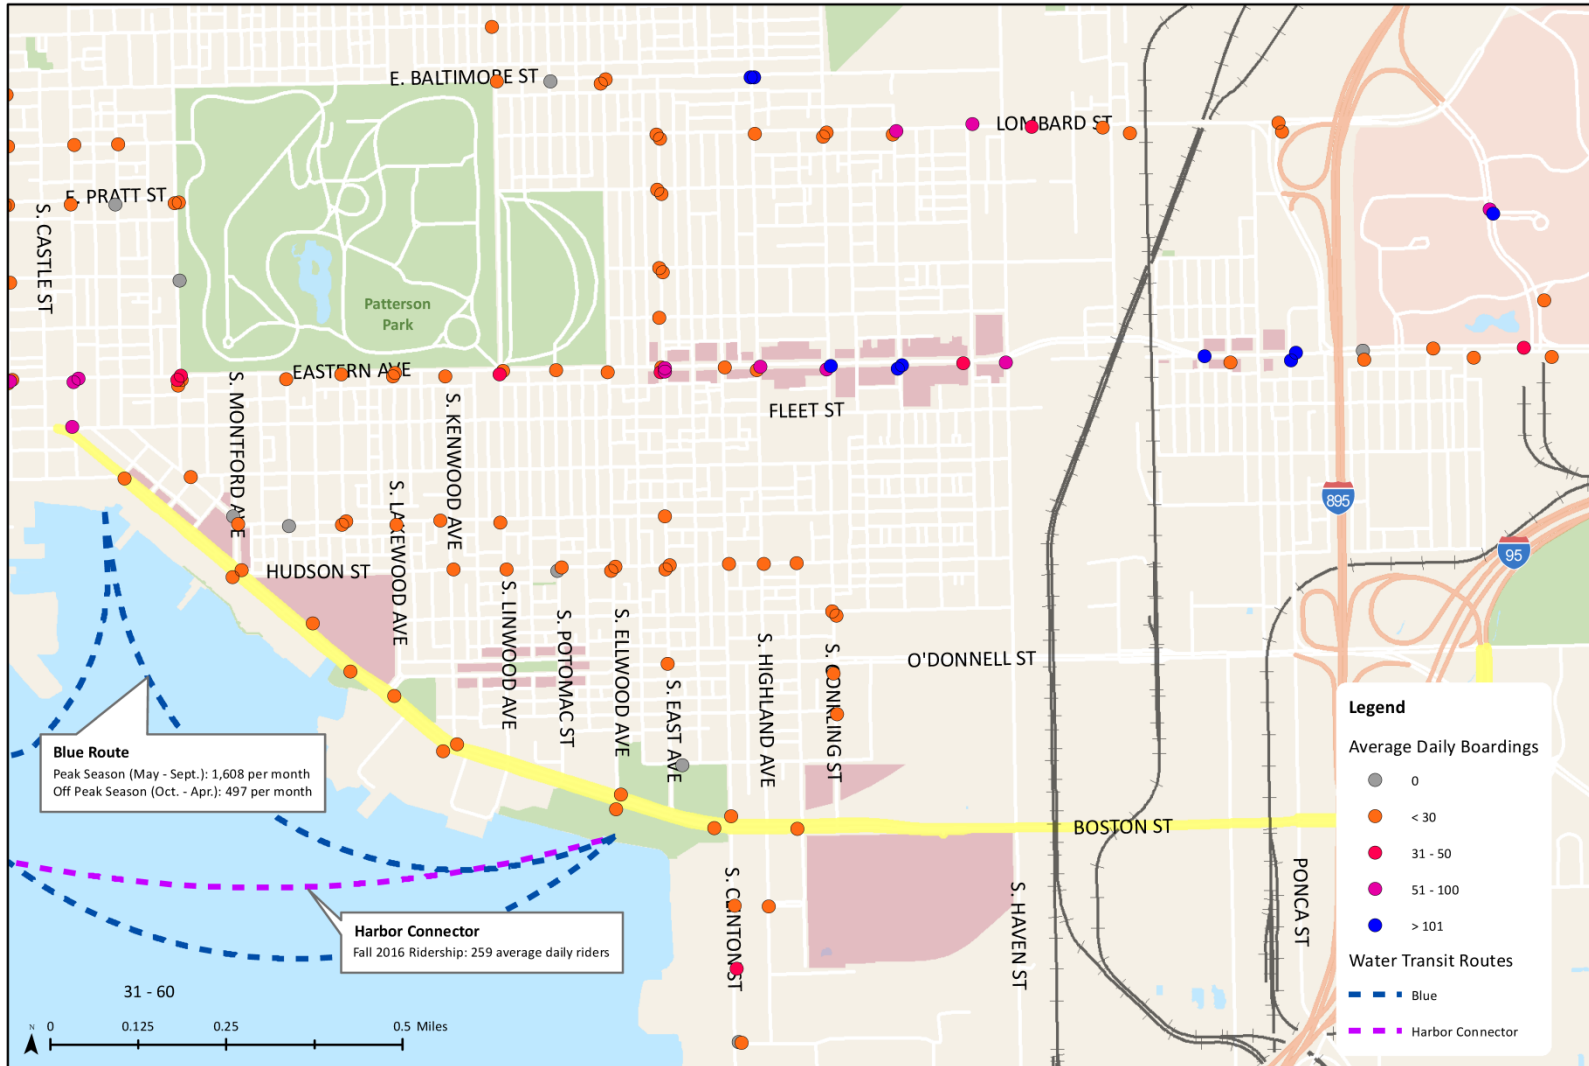 E. BALTIMORE ST
LOMBARD ST
E. PRATT ST
S. CASTLE ST
Patterson
Park
EASTERN AVE
S. MONTFORD AVE
S. KENWOOD AVE
FLEET ST
S. LAKEWOOD AVE
895
95
HUDSON ST
S. LINWOOD AVE
S. POTOMAC ST
S. ELLWOOD AVE
S. EAST AVE
S. HIGHLAND AVE
S. CONKLING ST
O'DONNELL ST
Blue Route
Peak Season (May - Sept.): 1,608 per month
Off Peak Season (Oct. - Apr.): 497 per month
BOSTON ST
S. CLINTON ST
S. HAVEN ST
PONCA ST
Harbor Connector
Fall 2016 Ridership: 259 average daily riders
31 - 60
N 0 0.125 0.25 0.5 Miles
Legend
Average Daily Boardings
0
< 30
31 - 50
51 - 100
> 101
Water Transit Routes
Blue
Harbor Connector